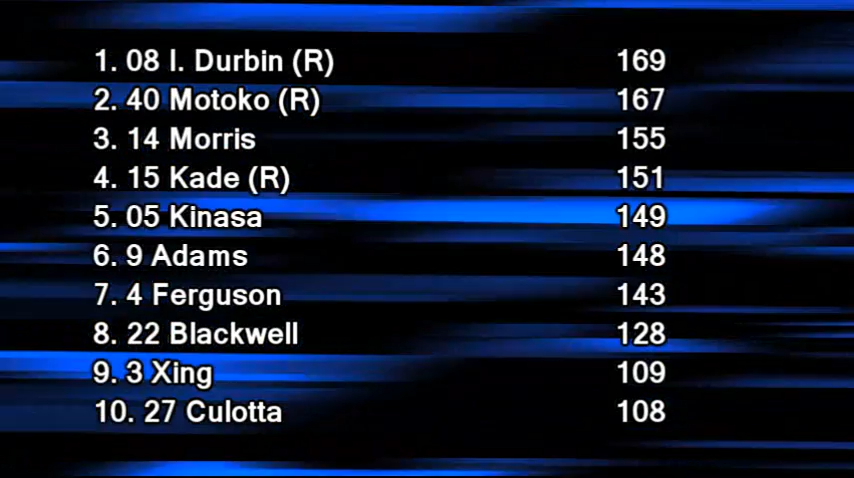 1. 08 I. Durbin (R) 169
2. 40 Motoko (R) 167
3. 14 Morris 155
4. 15 Kade (R) 151
5. 05 Kinasa 149
6. 9 Adams 148
7. 4 Ferguson 143
8. 22 Blackwell 128
9. 3 Xing 109
10. 27 Culotta 108